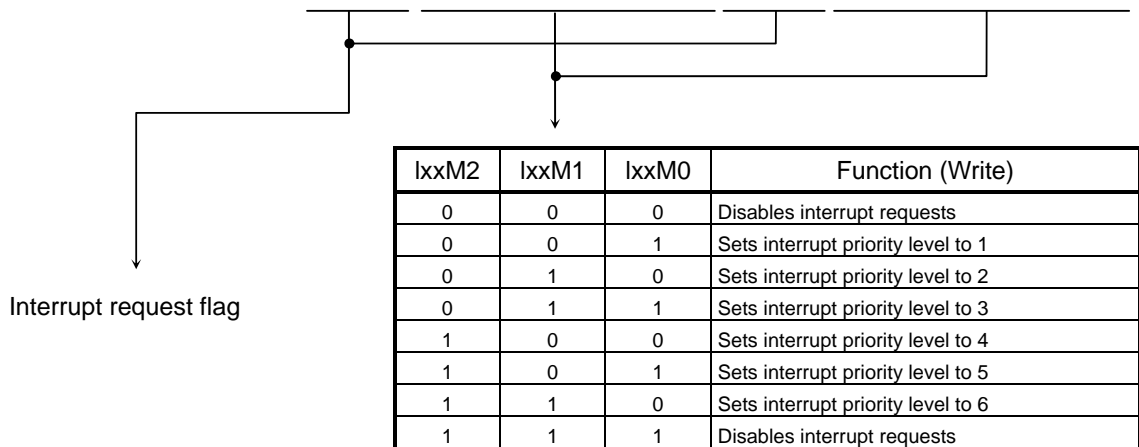 lxxM2 lxxM1 lxxM0 Function (Write)
0 0 0 Disables interrupt requests
0 0 1 Sets interrupt priority level to 1
0 1 0 Sets interrupt priority level to 2
0 1 1 Sets interrupt priority level to 3
1 0 0 Sets interrupt priority level to 4
1 0 1 Sets interrupt priority level to 5
1 1 0 Sets interrupt priority level to 6
1 1 1 Disables interrupt requests
Interrupt request flag